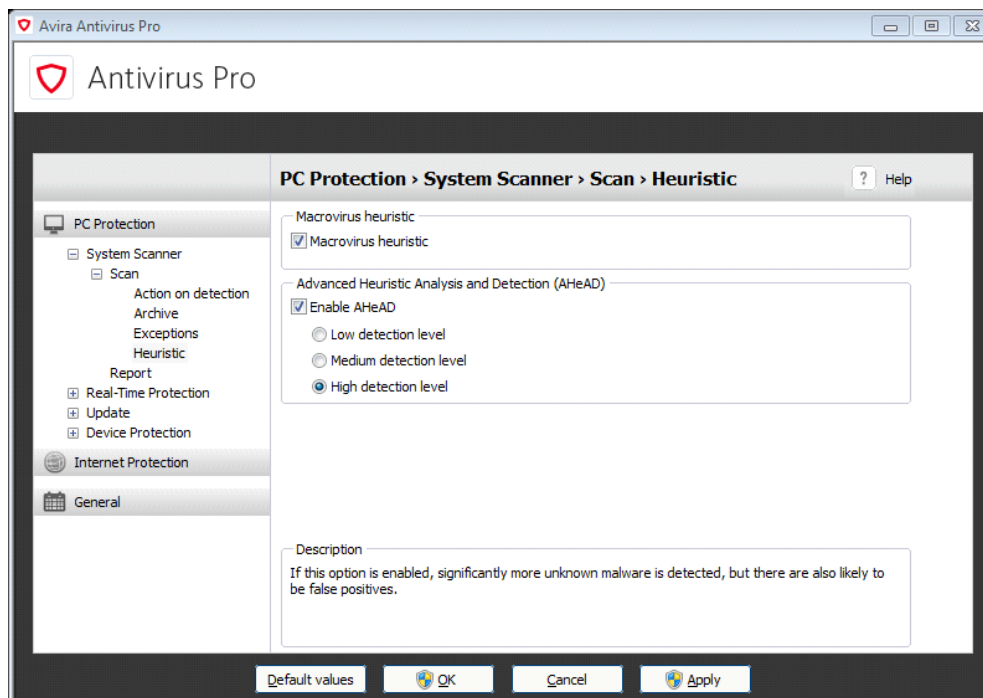 Avira Antivirus Pro
Antivirus Pro
PC Protection › System Scanner › Scan › Heuristic
? Help
PC Protection
System Scanner
Scan
Action on detection
Archive
Exceptions
Heuristic
Report
Real-Time Protection
Update
Device Protection
Internet Protection
General
Macrovirus heuristic
Macrovirus heuristic
Advanced Heuristic Analysis and Detection (AHeAD)
Enable AHeAD
Low detection level
Medium detection level
High detection level
Description
If this option is enabled, significantly more unknown malware is detected, but there are also likely to
be false positives.
Default values
OK
Cancel
Apply